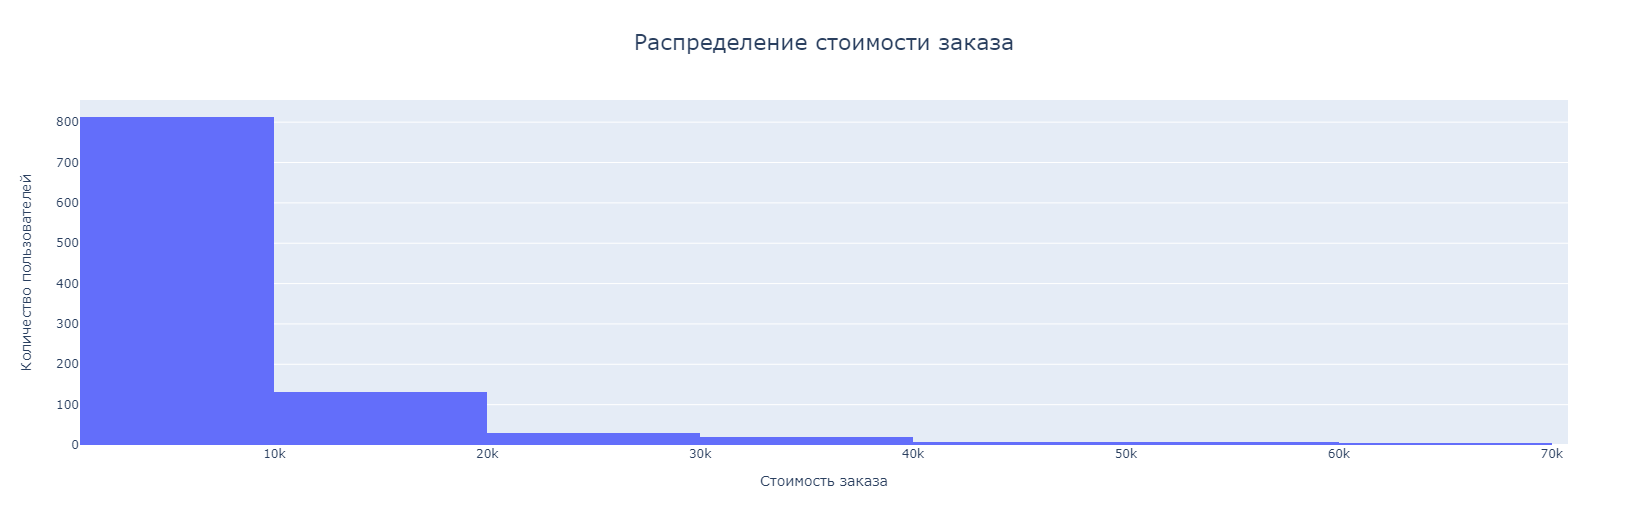 Распределение стоимости заказа
Количество пользователей
800
700
600
500
400
300
200
100
0
10k
20k
30k
40k
50k
60k
70k
Стоимость заказа